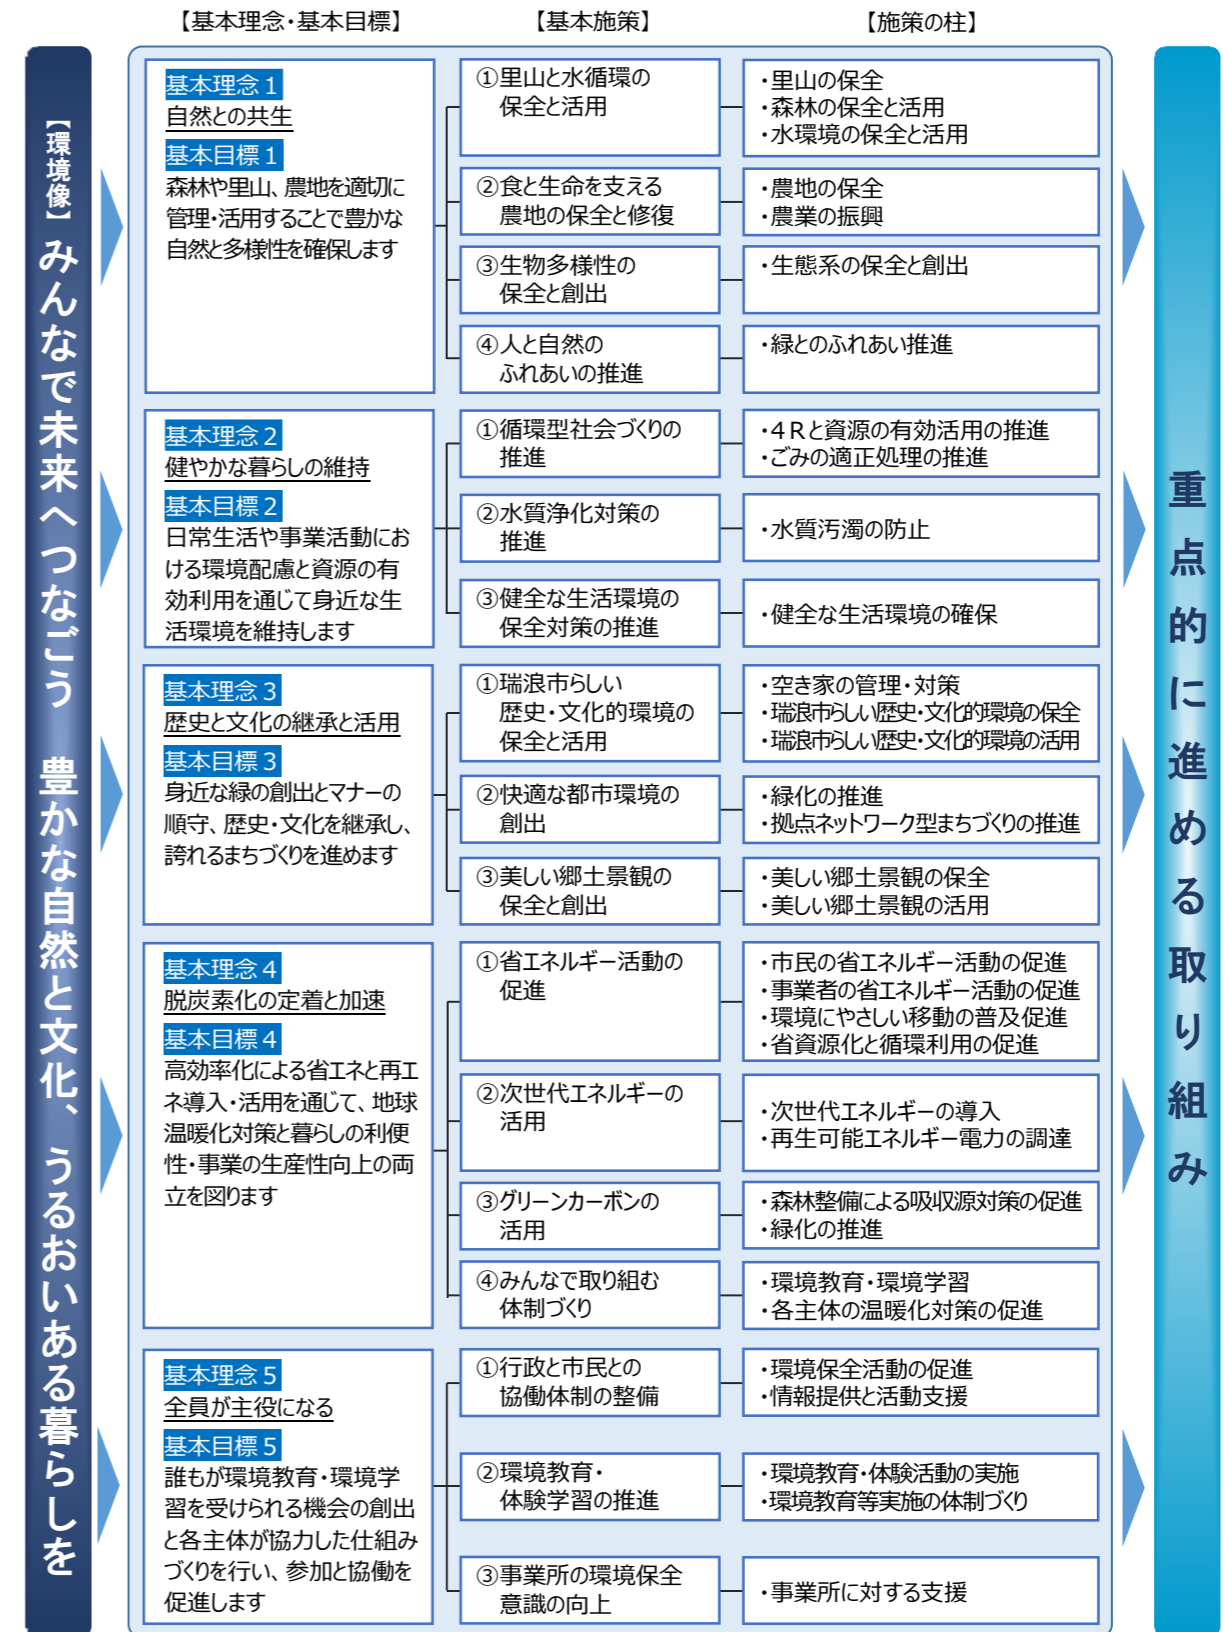 【基本理念・基本目標】
【基本施策】
【施策の柱】
【環境像】みんなで未来へつなごう 豊かな自然と文化、うるおいある暮らしを
基本理念1
自然との共生
基本目標1
森林や里山、農地を適切に
管理・活用することで豊かな
自然と多様性を確保します
①里山と水循環の
保全と活用
・里山の保全
・森林の保全と活用
・水環境の保全と活用
②食と生命を支える
農地の保全と修復
・農地の保全
・農業の振興
③生物多様性の
保全と創出
・生態系の保全と創出
④人と自然の
ふれあいの推進
・緑とのふれあい推進
基本理念2
健やかな暮らしの維持
基本目標2
日常生活や事業活動にお
ける環境配慮と資源の有
効利用を通じて身近な生
活環境を維持します
①循環型社会づくりの
推進
・4Rと資源の有効活用の推進
・ごみの適正処理の推進
②水質浄化対策の
推進
・水質汚濁の防止
③健全な生活環境の
保全対策の推進
・健全な生活環境の確保
基本理念3
歴史と文化の継承と活用
基本目標3
身近な緑の創出とマナーの
順守、歴史・文化を継承し、
誇れるまちづくりを進めます
①瑞浪市らしい
歴史・文化的環境の
保全と活用
・空き家の管理・対策
・瑞浪市らしい歴史・文化的環境の保全
・瑞浪市らしい歴史・文化的環境の活用
②快適な都市環境の
創出
・緑化の推進
・拠点ネットワーク型まちづくりの推進
③美しい郷土景観の
保全と創出
・美しい郷土景観の保全
・美しい郷土景観の活用
基本理念4
脱炭素化の定着と加速
基本目標4
高効率化による省エネと再エ
ネ導入・活用を通じて、地球
温暖化対策と暮らしの利便
性・事業の生産性向上の両
立を図ります
①省エネルギー活動の
促進
・市民の省エネルギー活動の促進
・事業者の省エネルギー活動の促進
・環境にやさしい移動の普及促進
・省資源化と循環利用の促進
②次世代エネルギーの
活用
・次世代エネルギーの導入
・再生可能エネルギー電力の調達
③グリーンカーボンの
活用
・森林整備による吸収源対策の促進
・緑化の推進
④みんなで取り組む
体制づくり
・環境教育・環境学習
・各主体の温暖化対策の促進
基本理念5
全員が主役になる
基本目標5
誰もが環境教育・環境学
習を受けられる機会の創出
と各主体が協力した仕組み
づくりを行い、参加と協働を
促進します
①行政と市民との
協働体制の整備
・環境保全活動の促進
・情報提供と活動支援
②環境教育・
体験学習の推進
・環境教育・体験活動の実施
・環境教育等実施の体制づくり
③事業所の環境保全
意識の向上
・事業所に対する支援
重点的に進める取り組み